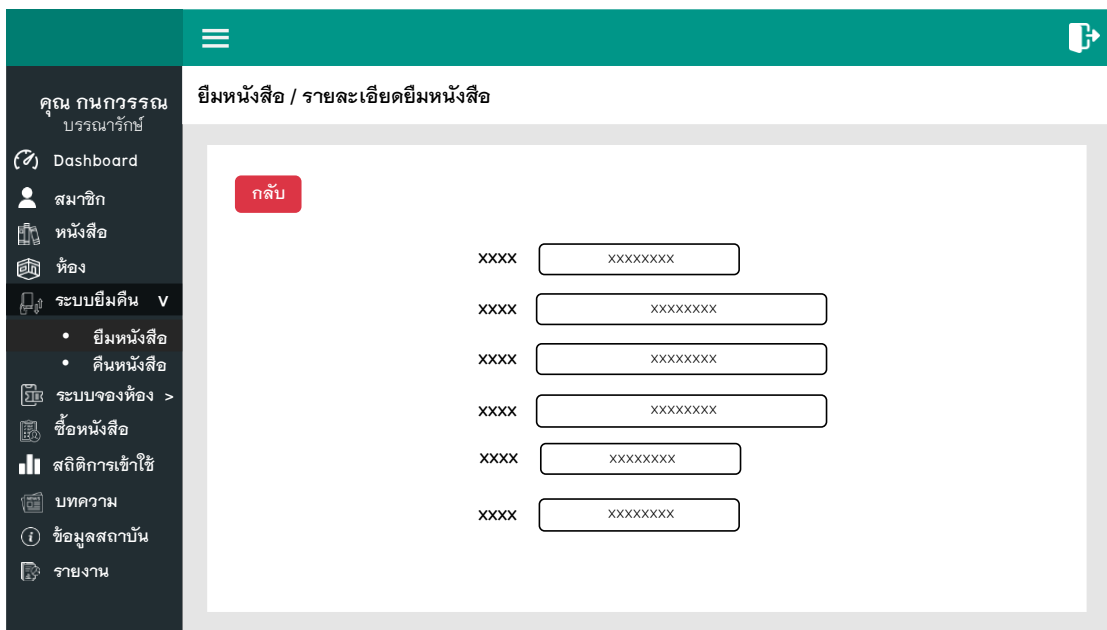 คุณ กนกวรรณ
บรรณารักษ์
Dashboard
สมาชิก
หนังสือ
ห้อง
ระบบยืมคืน V
• ยืมหนังสือ
• คืนหนังสือ
ระบบจองห้อง >
ซื้อหนังสือ
สถิติการเข้าใช้
บทความ
ข้อมูลสถาบัน
รายงาน
ยืมหนังสือ / รายละเอียดยืมหนังสือ
กลับ
xxxx xxxxxxxx
xxxx xxxxxxxx
xxxx xxxxxxxx
xxxx xxxxxxxx
xxxx xxxxxxxx
xxxx xxxxxxxx